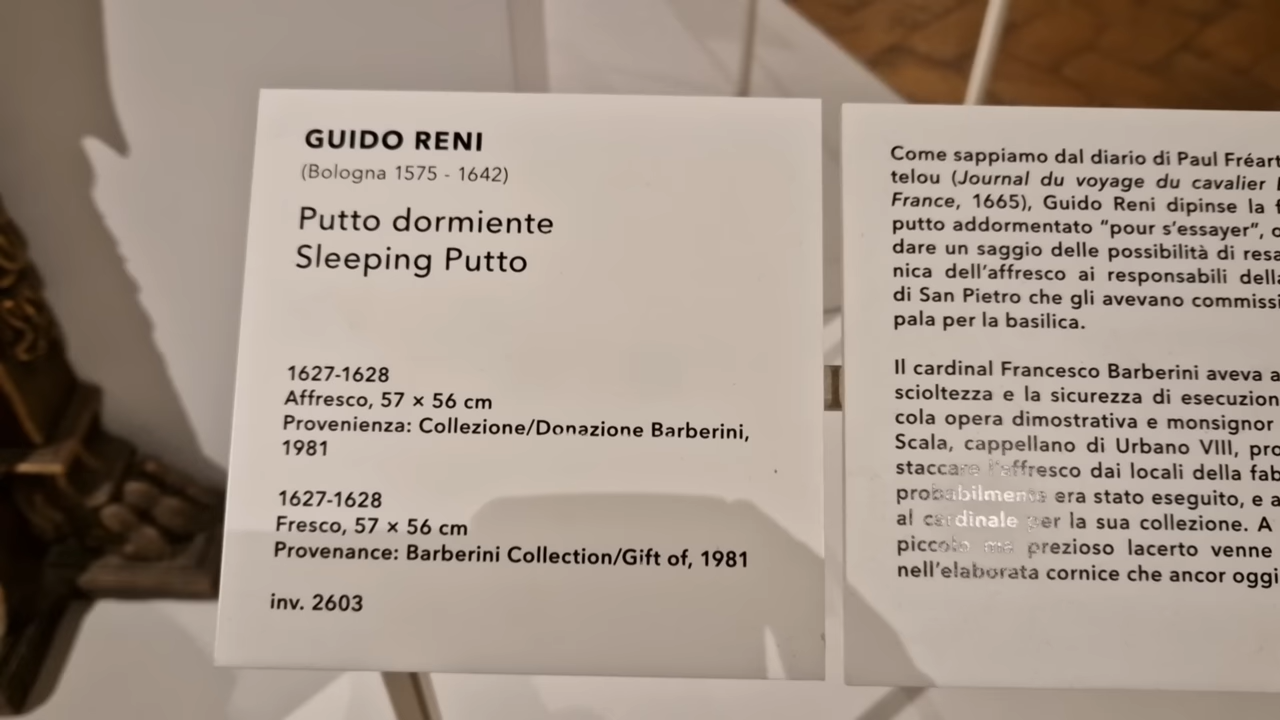 GUIDO RENI
(Bologna 1575 - 1642)
Putto dormiente
Sleeping Putto
1627-1628
Affresco, 57 × 56 cm
Provenienza: Collezione/Donazione Barberini,
1981
1627-1628
Fresco, 57 × 56 cm
Provenance: Barberini Collection/Gift of, 1981
inv. 2603
Come sappiamo dal diario di Paul Fréart
telou (Journal du voyage du cavalier
France, 1665), Guido Reni dipinse la
putto addormentato “pour s’essayer”,
dare un saggio delle possibilità di resa
nica dell’affresco ai responsabili della
di San Pietro che gli avevano commissi
pala per la basilica.
Il cardinal Francesco Barberini aveva a
scioltezza e la sicurezza di esecuzion
cola opera dimostrativa e monsignor
Scala, cappellano di Urbano VIII, pro
staccare l’affresco dai locali della fab
probabilmente era stato eseguito, e a
al cardinale per la sua collezione. A
piccolo ma prezioso lacerto venne
nell’elaborata cornice che ancor oggi